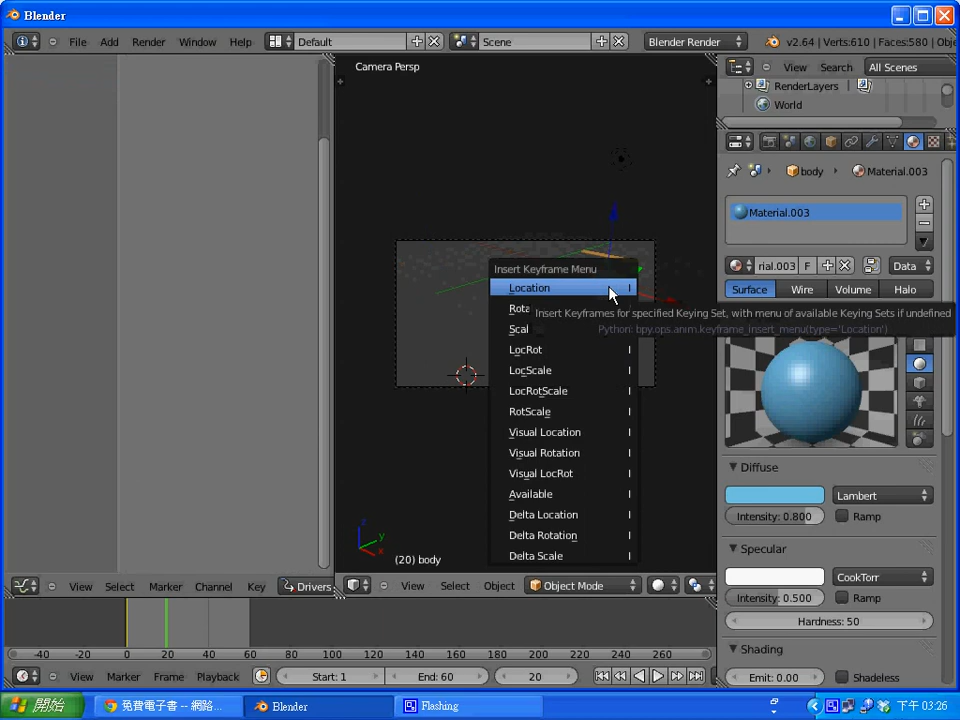 Blender
File Add Render Window Help Default Scene Blender Render v2.64 | Verts:610 | Faces:580 | Obje
View Search All Scenes
RenderLayers
World
Camera Persp
body Material.003
Material.003
rial.003 F Data
Surface Wire Volume Halo
Insert Keyframe Menu
Location I
Rota
Insert Keyframes for specified Keying Set, with menu of available Keying Sets if undefined
Scal
Python: bpy.ops.anim.keyframe_insert_menu(type='Location')
LocRot I
LocScale I
LocRotScale I
RotScale I
Visual Location I
Visual Rotation I
Visual LocRot I
Available I
Delta Location I
Delta Rotation I
Delta Scale I
z
y
x
(20) body
Diffuse
Lambert
Intensity: 0.800 Ramp
Specular
CookTorr
Intensity: 0.500 Ramp
Hardness: 50
Shading
Emit: 0.00 Shadeless
View Select Marker Channel Key Drivers
View Select Object Object Mode
-40 -20 0 20 40 60 80 100 120 140 160 180 200 220 240 260
View Marker Frame Playback Start: 1 End: 60 20
開始 免費電子書 -- 網路... Blender Flashing 下午 03:26